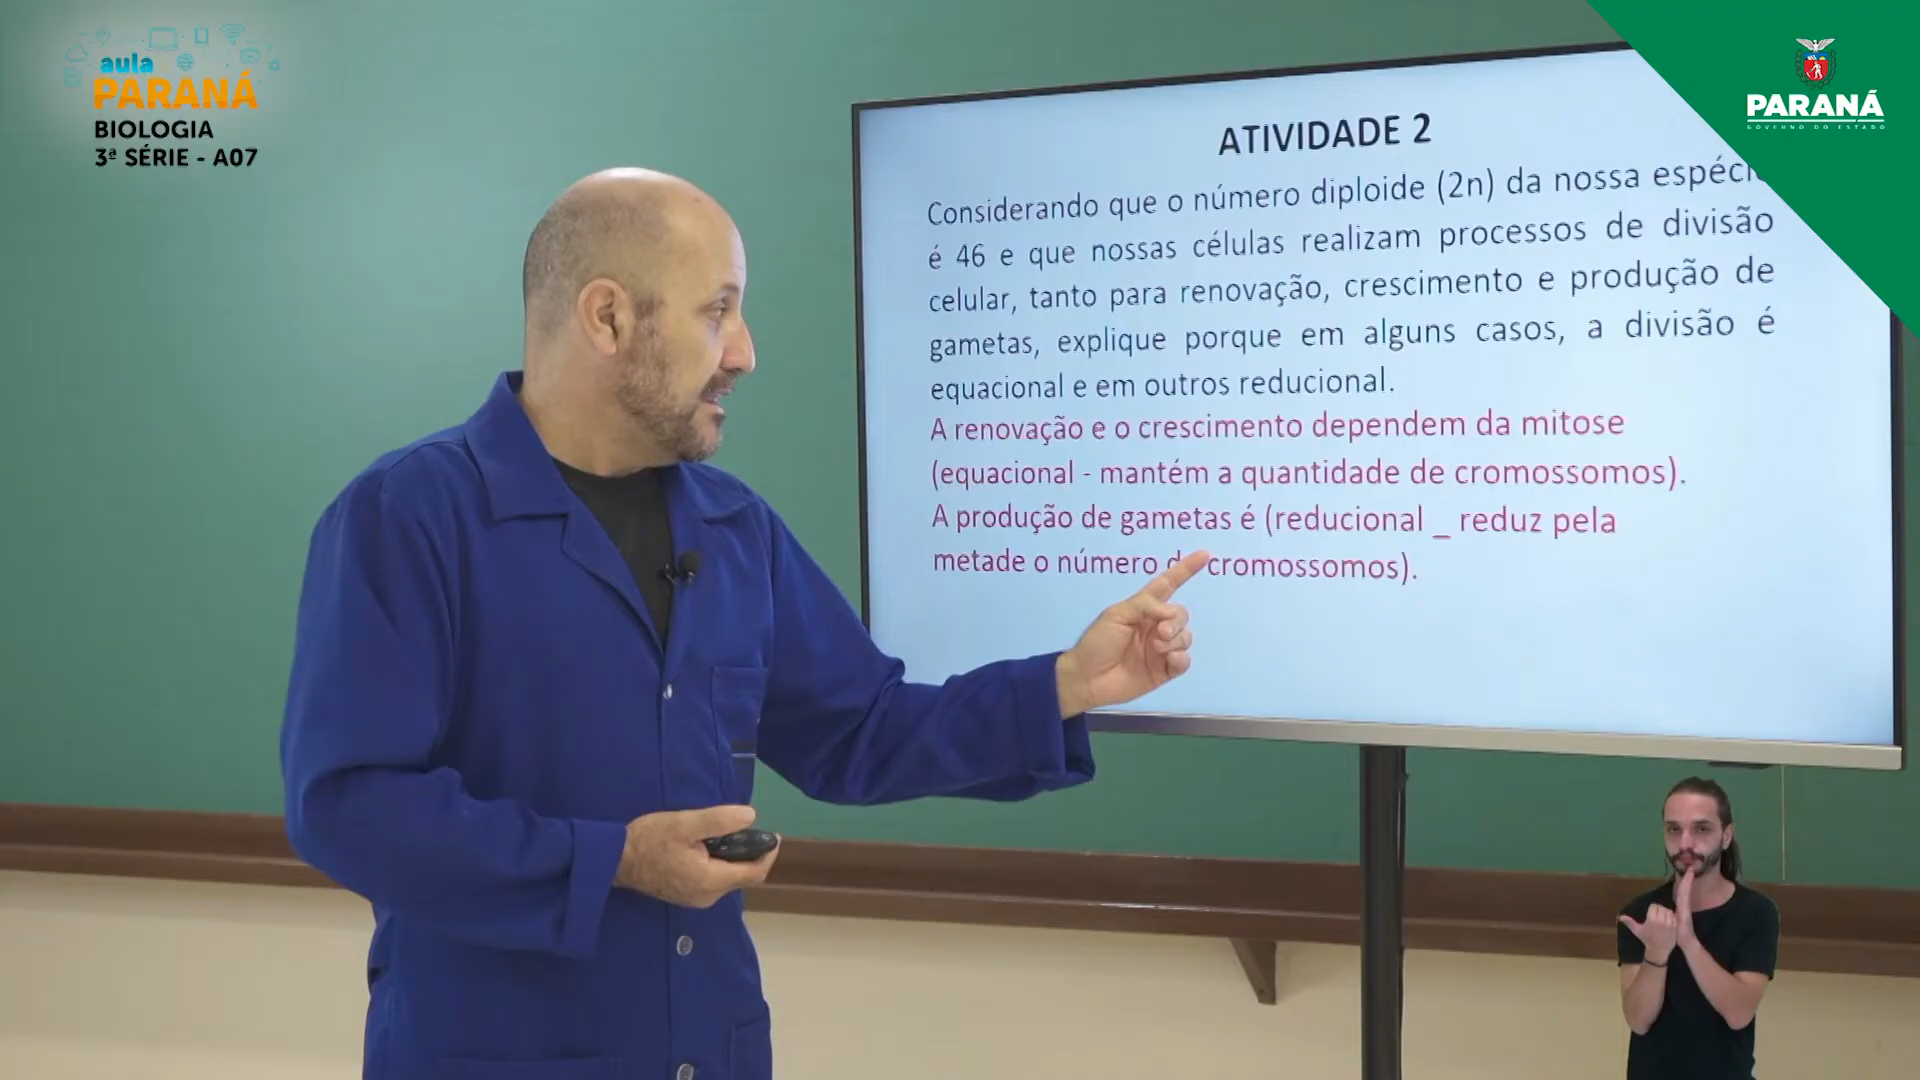 aula
PARANÁ
BIOLOGIA
3ª SÉRIE - A07
PARANÁ
GOVERNO DO ESTADO
ATIVIDADE 2
Considerando que o número diploide (2n) da nossa
é 46 e que nossas células realizam processos de divisão
celular, tanto para renovação, crescimento e produção de
gametas, explique porque em alguns casos, a divisão é
equacional e em outros reducional.
A renovação e o crescimento dependem da mitose
(equacional - mantém a quantidade de cromossomos).
A produção de gametas é (reducional _ reduz pela
metade o número cromossomos).